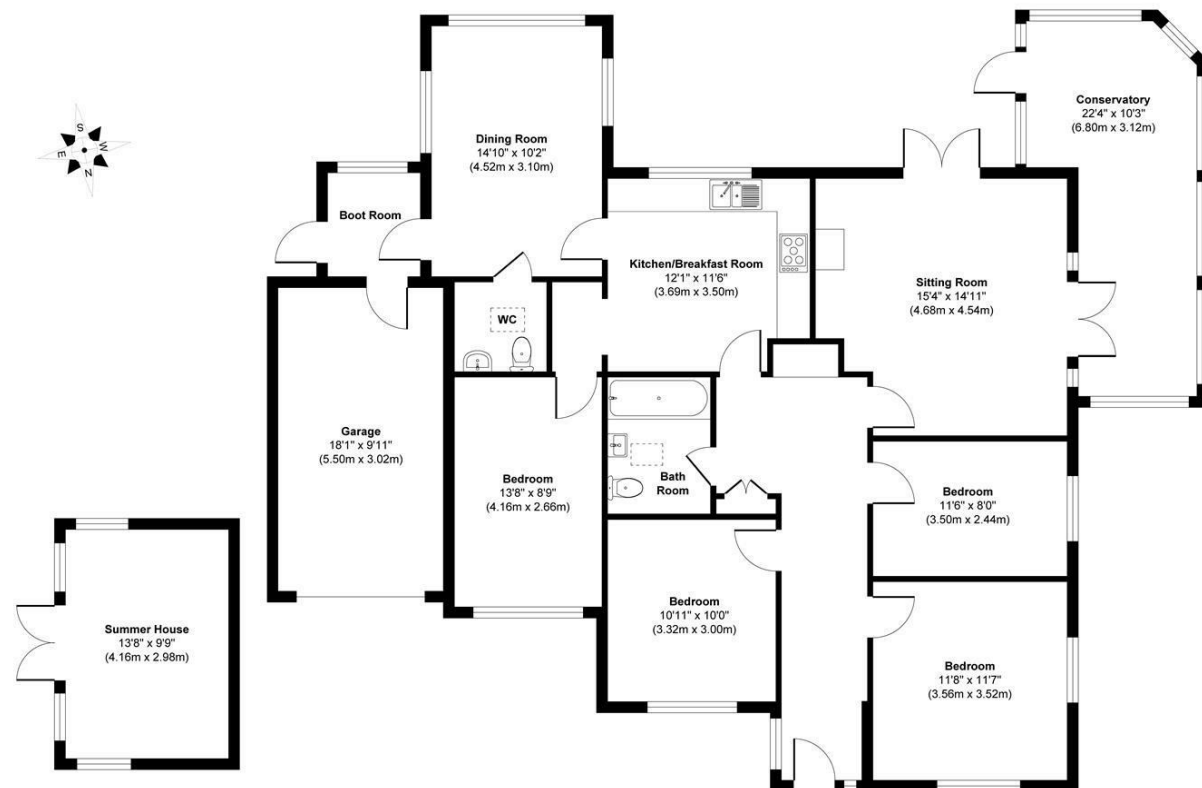 S
W
E
N
Dining Room
14'10" x 10'2"
(4.52m x 3.10m)
Conservatory
22'4" x 10'3"
(6.80m x 3.12m)
Boot Room
Kitchen/Breakfast Room
12'1" x 11'6"
(3.69m x 3.50m)
Sitting Room
15'4" x 14'11"
(4.68m x 4.54m)
WC
Garage
18'1" x 9'11"
(5.50m x 3.02m)
Bedroom
13'8" x 8'9"
(4.16m x 2.66m)
Bath
Room
Bedroom
11'6" x 8'0"
(3.50m x 2.44m)
Summer House
13'8" x 9'9"
(4.16m x 2.98m)
Bedroom
10'11" x 10'0"
(3.32m x 3.00m)
Bedroom
11'8" x 11'7"
(3.56m x 3.52m)